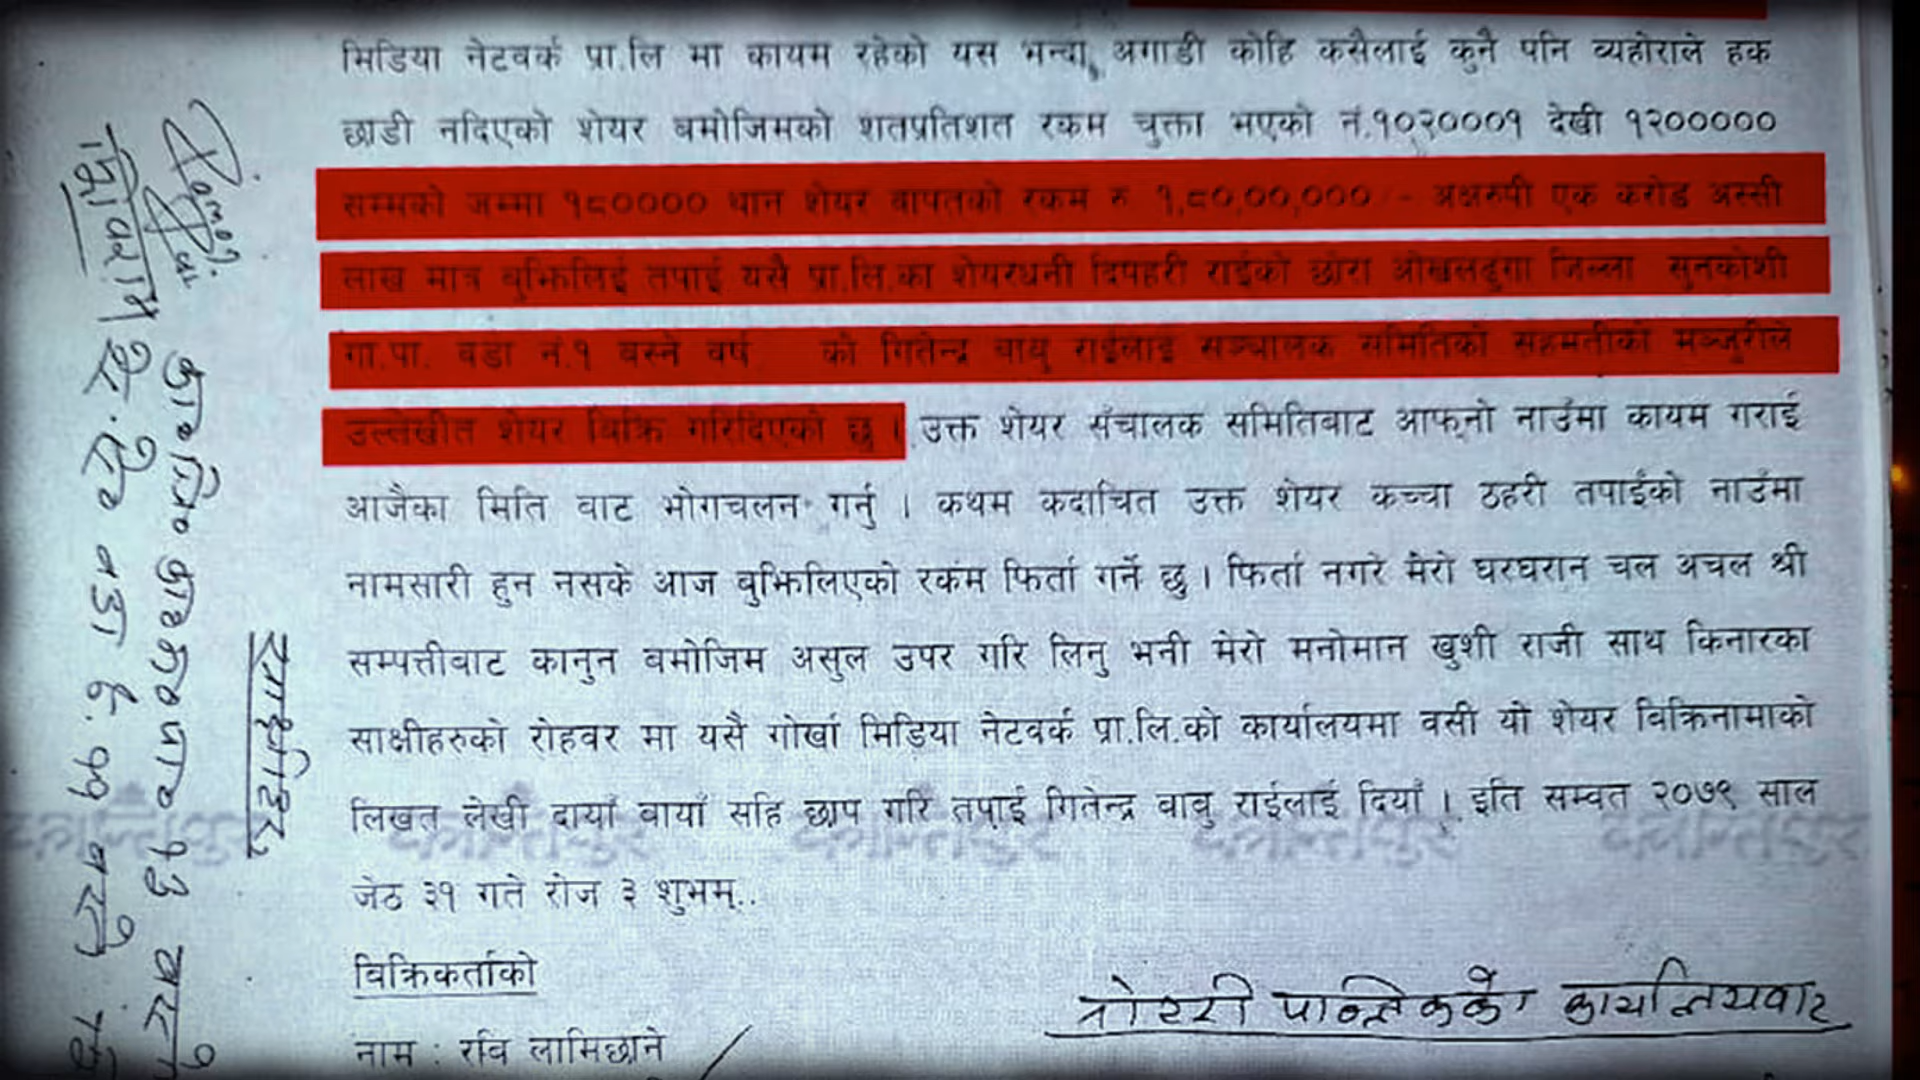 मिडिया नेटवर्क प्रा.लि मा कायम रहेको यस भन्दा अगाडी कोहि कसैलाई कुनै पनि व्यहोराले हक
छाडी नदिएको शेयर बमोजिमको शतप्रतिशत रकम चुक्ता भएको नं.१०२०००१ देखी १२०००००
सम्मको जम्मा १८०००० थान शेयर बापतको रकम रु १,८०,००,०००/- अक्षरुपी एक करोड अस्सी
लाख मात्र बुझिलिई तपाई यसै प्रा.लि.का शेयरधनी दिपहरी राईको छोरा ओखलढुंगा जिल्ला सुनकोशी
गा.पा. वडा नं.१ बस्ने वर्ष को गितेन्द्र बाबु राईलाई सञ्चालक समितिको सहमतीको मञ्जुरीले
उल्लेखीत शेयर विक्रि गरिदिएको छु । उक्त शेयर सँचालक समितिबाट आफ्नो नाउँमा कायम गराई
आजैका मिति बाट भोगचलन गर्नु । कथम कदाचित उक्त शेयर कच्चा ठहरी तपाईंको नाउँमा
नामसारी हुन नसके आज बुझिलिएको रकम फिर्ता गर्ने छु । फिर्ता नगरे मेरो घरघरान चल अचल श्री
सम्पत्तीबाट कानुन बमोजिम असुल उपर गरि लिनु भनी मेरो मनोमान खुशी राजी साथ किनारका
साक्षीहरुको रोहवर मा यसै गोर्खा मिडिया नेटवर्क प्रा.लि.को कार्यालयमा वसी यो शेयर विक्रिनामाको
लिखत लेखी दायाँ वायाँ सहि छाप गरि तपाई गितेन्द्र बाबु राईलाई दियाँ । इति सम्वत २०७९ साल
जेठ ३१ गते रोज ३ शुभम्..
विक्रिकर्ताको
नोटरी पब्लिकको कार्यालयबाट
नाम : रवि लामिछाने
साक्षीहरु
कान्तिपुर कान्तिपुर कान्तिपुर कान्तिपुर कान्तिपुर